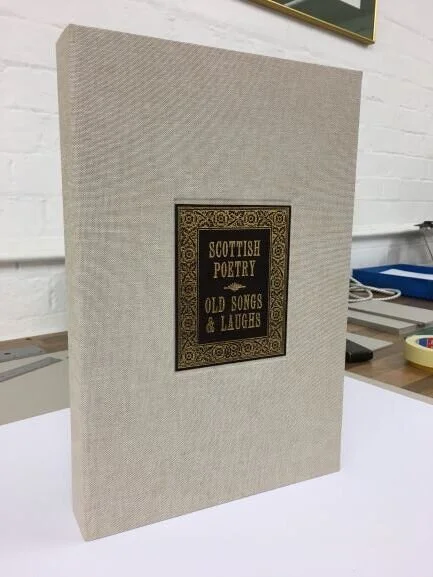 SCOTTISH
POETRY
OLD SONGS
& LAUGHS